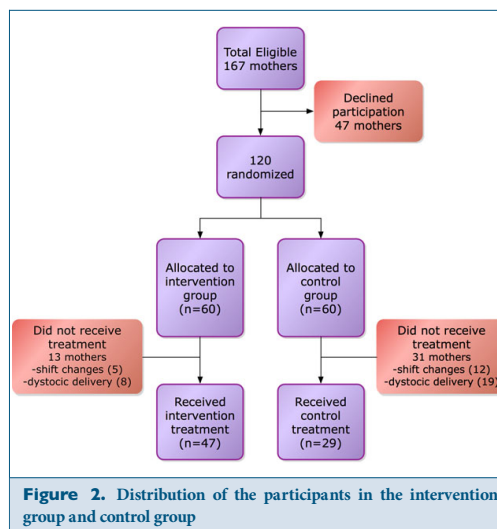 Total Eligible
167 mothers
Declined
participation
47 mothers
120
randomized
Allocated to
intervention
group
(n=60)
Allocated to
control
group
(n=60)
Did not receive
treatment
13 mothers
-shift changes (5)
-dystocic delivery (8)
Did not receive
treatment
31 mothers
-shift changes (12)
-dystocic delivery (19)
Received
intervention
treatment
(n=47)
Received
control
treatment
(n=29)
Figure 2. Distribution of the participants in the intervention
group and control group